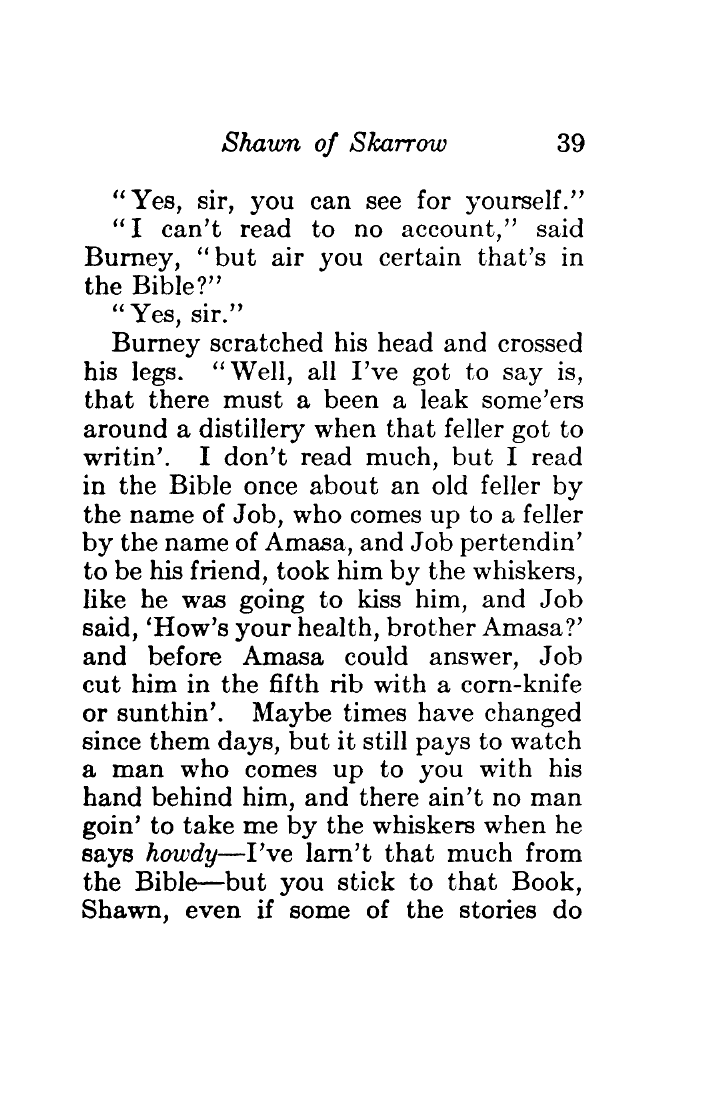 Shawn of Skarrow 39
"Yes, sir, you can see for yourself."
"I can't read to no account," said
Burney, "but air you certain that's in
the Bible?"
"Yes, sir."
Burney scratched his head and crossed
his legs. "Well, all I've got to say is,
that there must a been a leak some'ers
around a distillery when that feller got to
writin'. I don't read much, but I read
in the Bible once about an old feller by
the name of Job, who comes up to a feller
by the name of Amasa, and Job pertendin'
to be his friend, took him by the whiskers,
like he was going to kiss him, and Job
said, 'How's your health, brother Amasa?'
and before Amasa could answer, Job
cut him in the fifth rib with a corn-knife
or sunthin'. Maybe times have changed
since them days, but it still pays to watch
a man who comes up to you with his
hand behind him, and there ain't no man
goin' to take me by the whiskers when he
says howdy—I've larn't that much from
the Bible—but you stick to that Book,
Shawn, even if some of the stories do